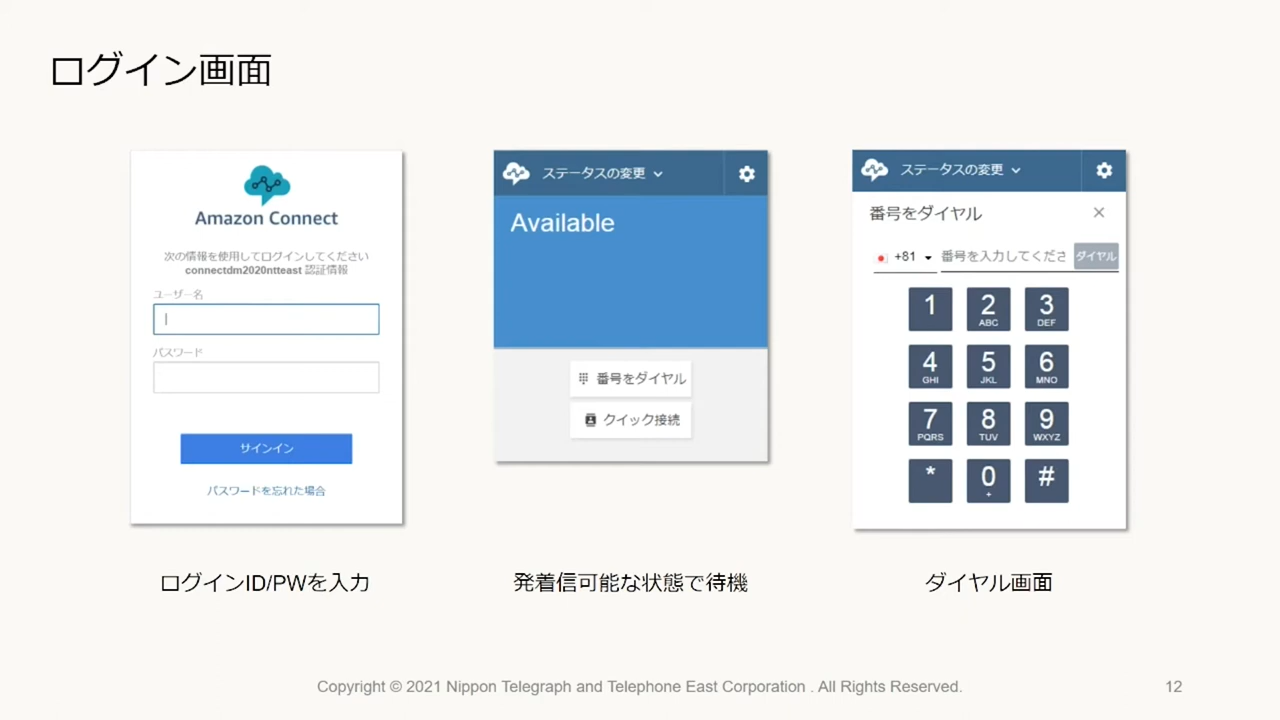 ログイン画面
Amazon Connect
次の情報を使用してログインしてください
connectdm2020ntteast 認証情報
ユーザー名
パスワード
サインイン
パスワードを忘れた場合
ログインID/PWを入力
ステータスの変更
Available
番号をダイヤル
クイック接続
発着信可能な状態で待機
ステータスの変更
番号をダイヤル
+81 番号を入力してくださ ダイヤル
1 2 3
ABC DEF
4 5 6
GHI JKL MNO
7 8 9
PQRS TUV WXYZ
* 0 #
+
ダイヤル画面
Copyright © 2021 Nippon Telegraph and Telephone East Corporation . All Rights Reserved.
12